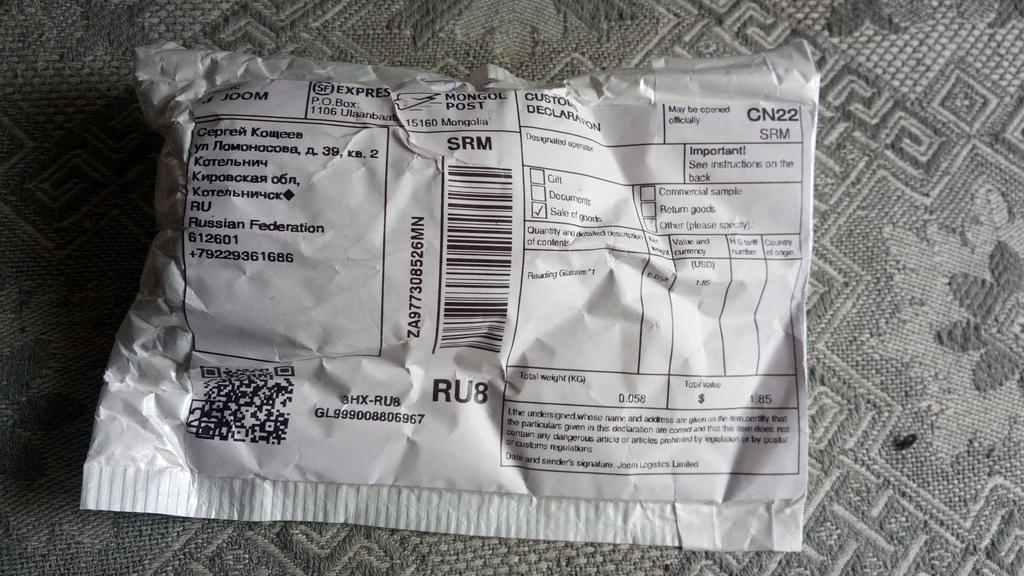 JOOM
SF EXPRES
P.O.Box:
1106 Ulaanbaat
MONGOL
POST
15160 Mongolia
Сергей Кощеев
ул Ломоносова, д. 39, кв. 2
Котельнич
Кировская обл,
Котельничск◆
RU
Russian Federation
612601
+79229361686
SRM
ZA977308526MN
RU8
3HX-RU8
GL999008806967
CUSTOMS
DECLARATION
May be opened
officially
CN22
SRM
Designated operator
Important!
See instructions on the
back
Gift
Documents
✓ Sale of goods
Commercial sample
Return goods
Other (please specify):
Quantity and detailed description
of contents
Value and
currency
(USD)
HS tariff
number
Country
of origin
Reading Glasses*1
0.058
1.85
Total weight (KG)
0.058
Total value
$ 1.85
I,the undersigned,whose name and address are given on the item,certify that
the particulars given in this declaration are correct and that this item does not
contain any dangerous article or articles prohibited by legislation or by postal
or customs regulations
Date and sender's signature: Joom Logistics Limited